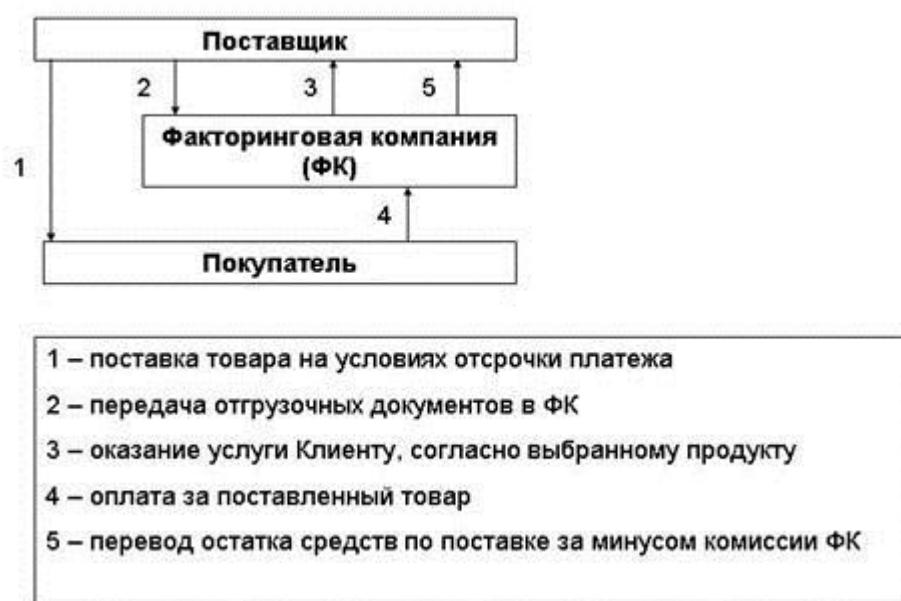 Поставщик
2
3
5
Факторинговая компания
(ФК)
1
4
Покупатель
1 – поставка товара на условиях отсрочки платежа
2 – передача отгрузочных документов в ФК
3 – оказание услуги Клиенту, согласно выбранному продукту
4 – оплата за поставленный товар
5 – перевод остатка средств по поставке за минусом комиссии ФК